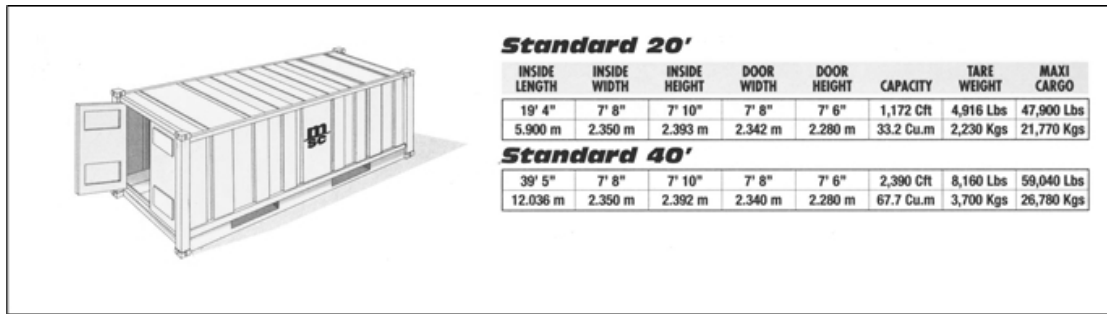 msc
Standard 20'
INSIDE LENGTH INSIDE WIDTH INSIDE HEIGHT DOOR WIDTH DOOR HEIGHT CAPACITY TARE WEIGHT MAXI CARGO
19' 4" 7' 8" 7' 10" 7' 8" 7' 6" 1,172 Cft 4,916 Lbs 47,900 Lbs
5.900 m 2.350 m 2.393 m 2.342 m 2.280 m 33.2 Cu.m 2,230 Kgs 21,770 Kgs
Standard 40'
39' 5" 7' 8" 7' 10" 7' 8" 7' 6" 2,390 Cft 8,160 Lbs 59,040 Lbs
12.036 m 2.350 m 2.392 m 2.340 m 2.280 m 67.7 Cu.m 3,700 Kgs 26,780 Kgs